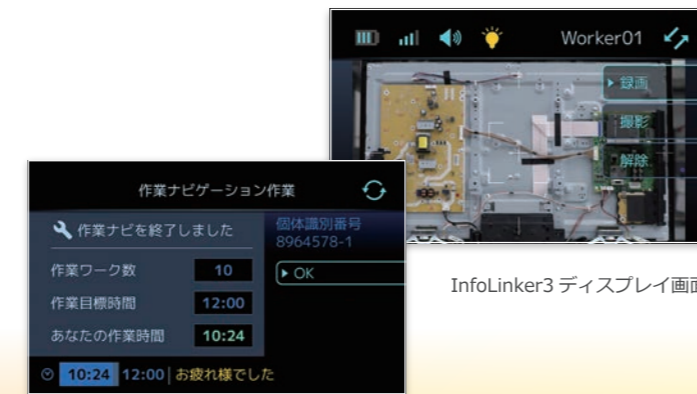 Worker01
録画
撮影
解除
InfoLinker3 ディスプレイ画面
作業ナビゲーション作業
作業ナビを終了しました
個体識別番号
8964578-1
作業ワーク数 10
OK
作業目標時間 12:00
あなたの作業時間 10:24
10:24 12:00 お疲れ様でした